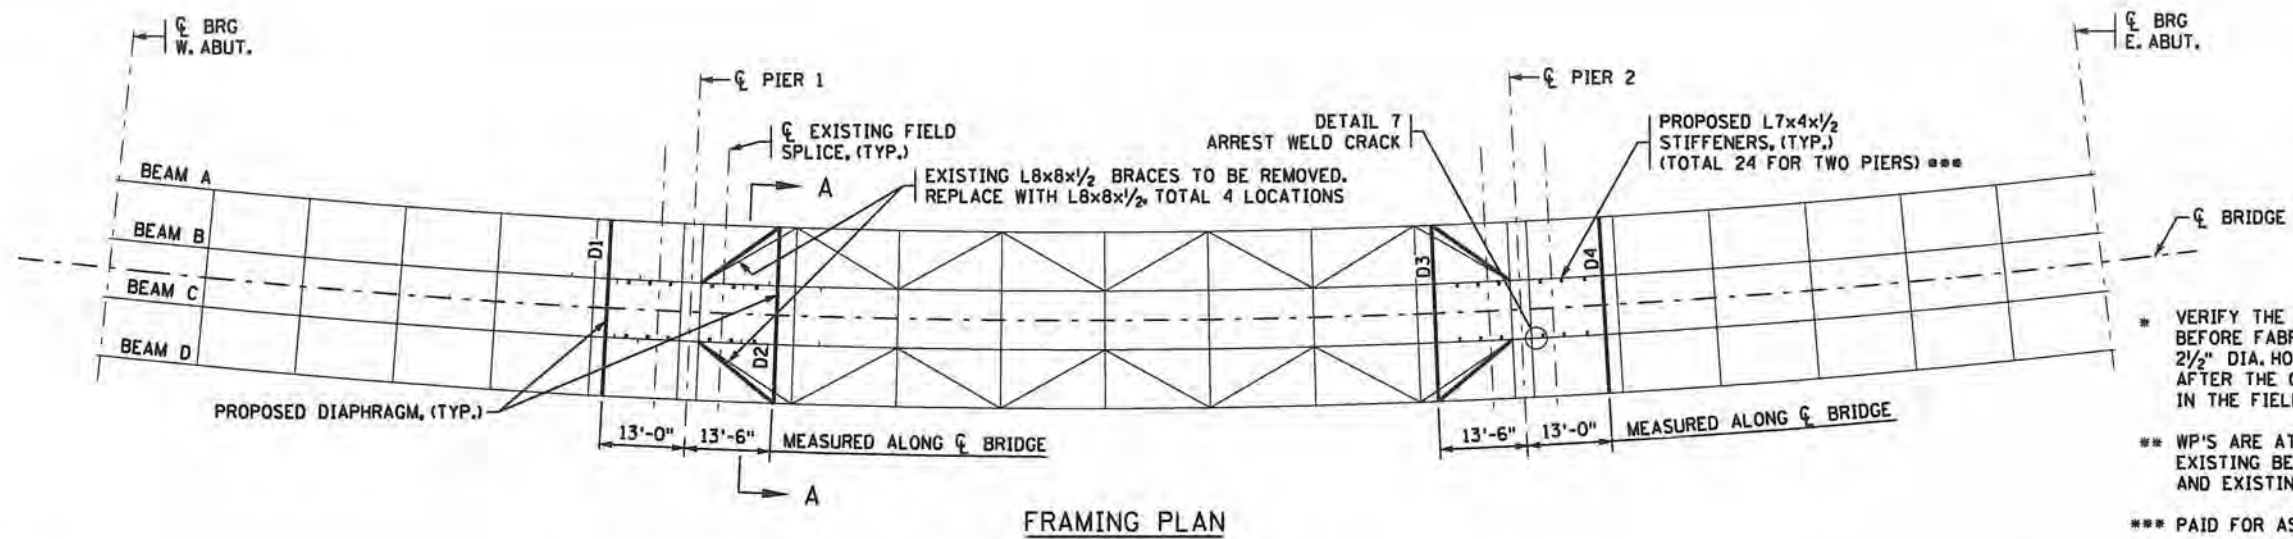 ℄ BRG
W. ABUT.
℄ BRG
E. ABUT.
℄ PIER 1
℄ PIER 2
℄ EXISTING FIELD
SPLICE, (TYP.)
DETAIL 7
ARREST WELD CRACK
PROPOSED L7x4x½
STIFFENERS, (TYP.)
(TOTAL 24 FOR TWO PIERS) ***
A
EXISTING L8x8x½ BRACES TO BE REMOVED.
REPLACE WITH L8x8x½, TOTAL 4 LOCATIONS
BEAM A
BEAM B
BEAM C
BEAM D
D1
D2
D3
D4
℄ BRIDGE
PROPOSED DIAPHRAGM, (TYP.)
13'-0"
13'-6"
MEASURED ALONG ℄ BRIDGE
13'-6"
13'-0"
MEASURED ALONG ℄ BRIDGE
A
FRAMING PLAN
* VERIFY THE
BEFORE FABR
2½" DIA. HO
AFTER THE
IN THE FIEL
** WP'S ARE AT
EXISTING BE
AND EXISTIN
*** PAID FOR AS